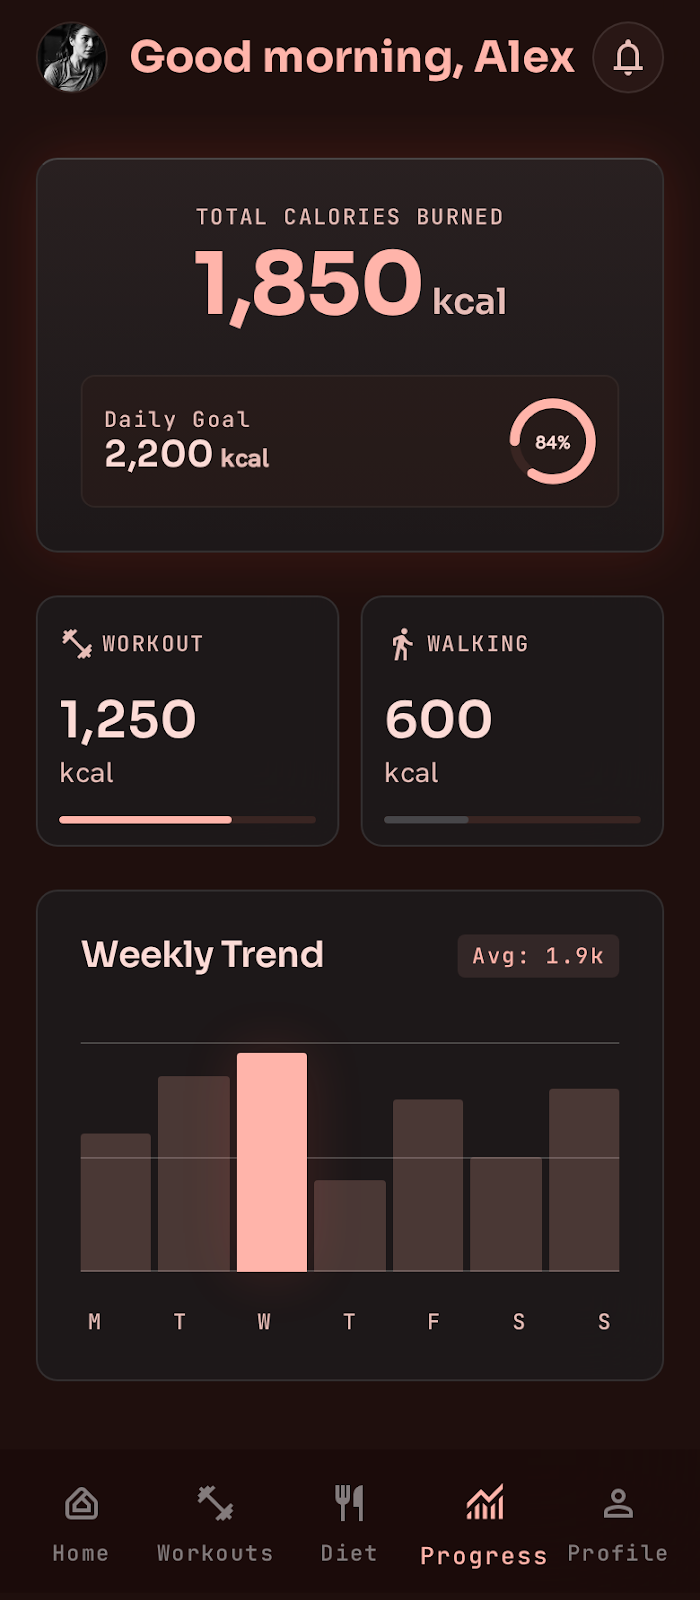 Good morning, Alex
TOTAL CALORIES BURNED
1,850 kcal
Daily Goal
2,200 kcal
84%
WORKOUT
1,250
kcal
WALKING
600
kcal
Weekly Trend
Avg: 1.9k
M T W T F S S
Home Workouts Diet Progress Profile